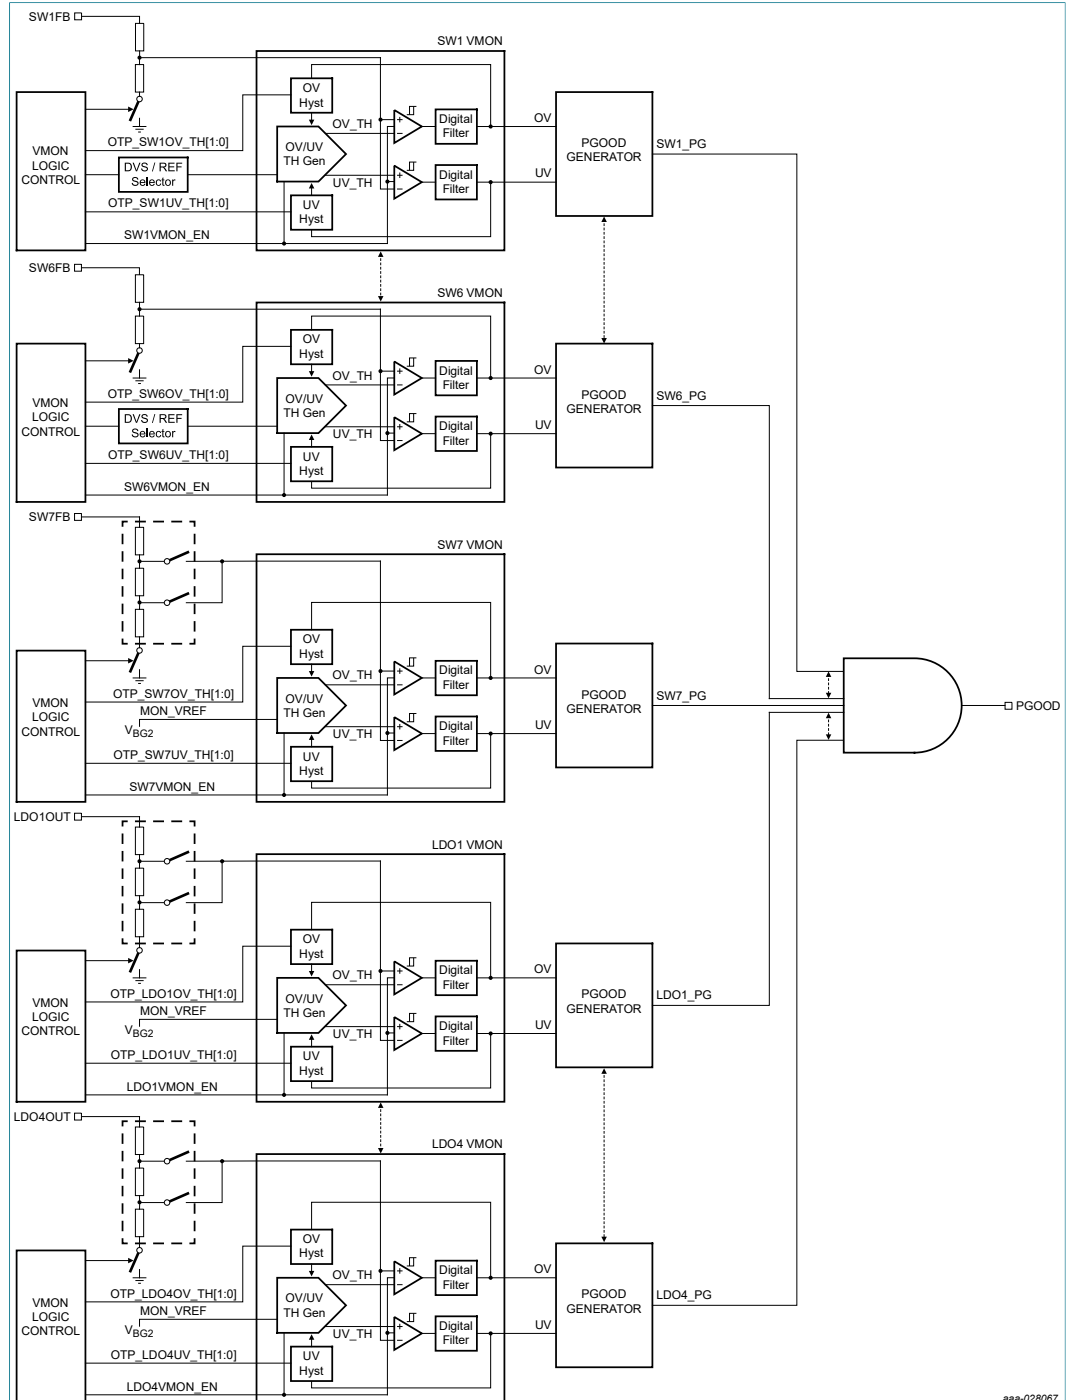 SW1FB
SW1 VMON
VMON
LOGIC
CONTROL
OTP_SW1OV_TH[1:0]
DVS / REF
Selector
OTP_SW1UV_TH[1:0]
SW1VMON_EN
OV
Hyst
OV/UV
TH Gen
UV
Hyst
OV_TH
UV_TH
+
−
+
−
Digital
Filter
Digital
Filter
OV
UV
PGOOD
GENERATOR
SW1_PG
SW6FB
SW6 VMON
VMON
LOGIC
CONTROL
OTP_SW6OV_TH[1:0]
DVS / REF
Selector
OTP_SW6UV_TH[1:0]
SW6VMON_EN
OV
Hyst
OV/UV
TH Gen
UV
Hyst
OV_TH
UV_TH
+
−
+
−
Digital
Filter
Digital
Filter
OV
UV
PGOOD
GENERATOR
SW6_PG
SW7FB
SW7 VMON
VMON
LOGIC
CONTROL
OTP_SW7OV_TH[1:0]
MON_VREF
VBG2
OTP_SW7UV_TH[1:0]
SW7VMON_EN
OV
Hyst
OV/UV
TH Gen
UV
Hyst
OV_TH
UV_TH
+
−
+
−
Digital
Filter
Digital
Filter
OV
UV
PGOOD
GENERATOR
SW7_PG
PGOOD
LDO1OUT
LDO1 VMON
VMON
LOGIC
CONTROL
OTP_LDO1OV_TH[1:0]
MON_VREF
VBG2
OTP_LDO1UV_TH[1:0]
LDO1VMON_EN
OV
Hyst
OV/UV
TH Gen
UV
Hyst
OV_TH
UV_TH
+
−
+
−
Digital
Filter
Digital
Filter
OV
UV
PGOOD
GENERATOR
LDO1_PG
LDO4OUT
LDO4 VMON
VMON
LOGIC
CONTROL
OTP_LDO4OV_TH[1:0]
MON_VREF
VBG2
OTP_LDO4UV_TH[1:0]
LDO4VMON_EN
OV
Hyst
OV/UV
TH Gen
UV
Hyst
OV_TH
UV_TH
+
−
+
−
Digital
Filter
Digital
Filter
OV
UV
PGOOD
GENERATOR
LDO4_PG
aaa-028067